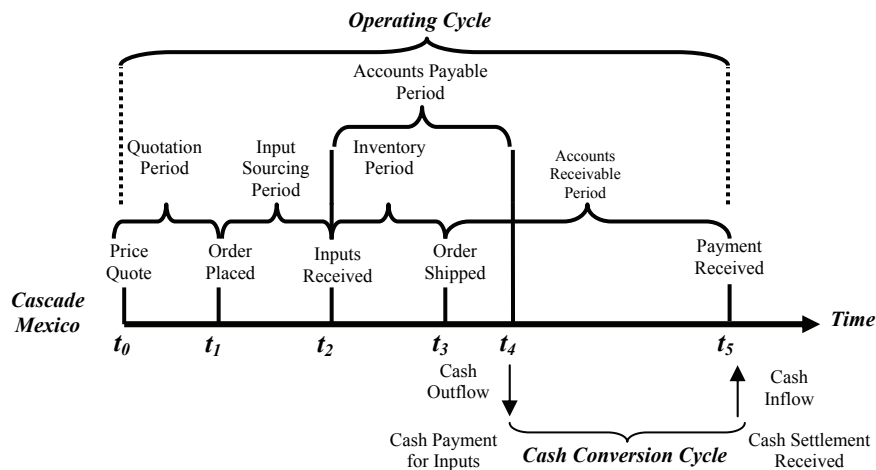 Operating Cycle
Accounts Payable
Period
Quotation
Period
Input
Sourcing
Period
Inventory
Period
Accounts
Receivable
Period
Price
Quote
Order
Placed
Inputs
Received
Order
Shipped
Payment
Received
Cascade
Mexico
Time
t0
t1
t2
t3
t4
t5
Cash
Outflow
Cash
Inflow
Cash Payment
for Inputs
Cash Conversion Cycle
Cash Settlement
Received